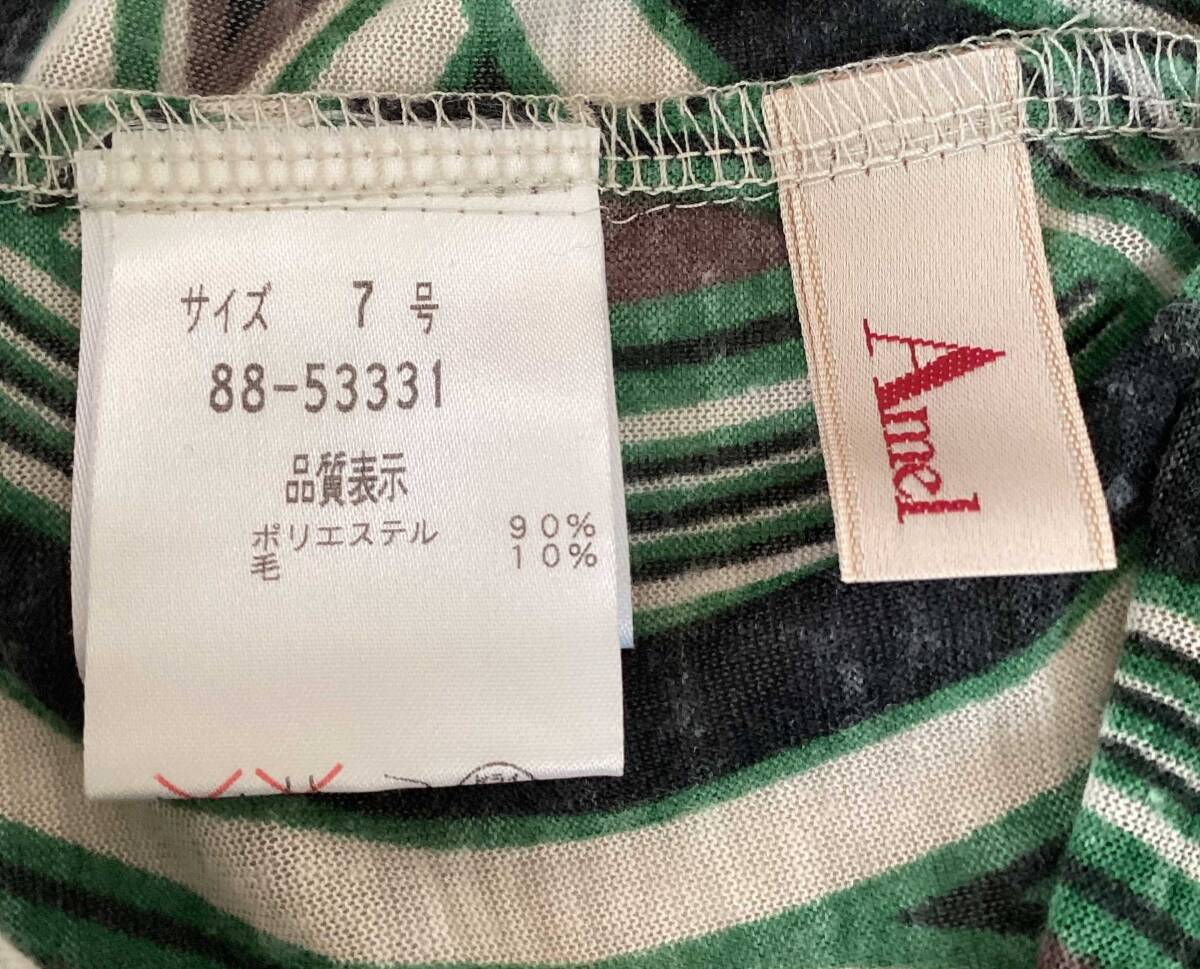 サイズ 7 号
88-53331
品質表示
ポリエステル 90%
毛 10%
Amel